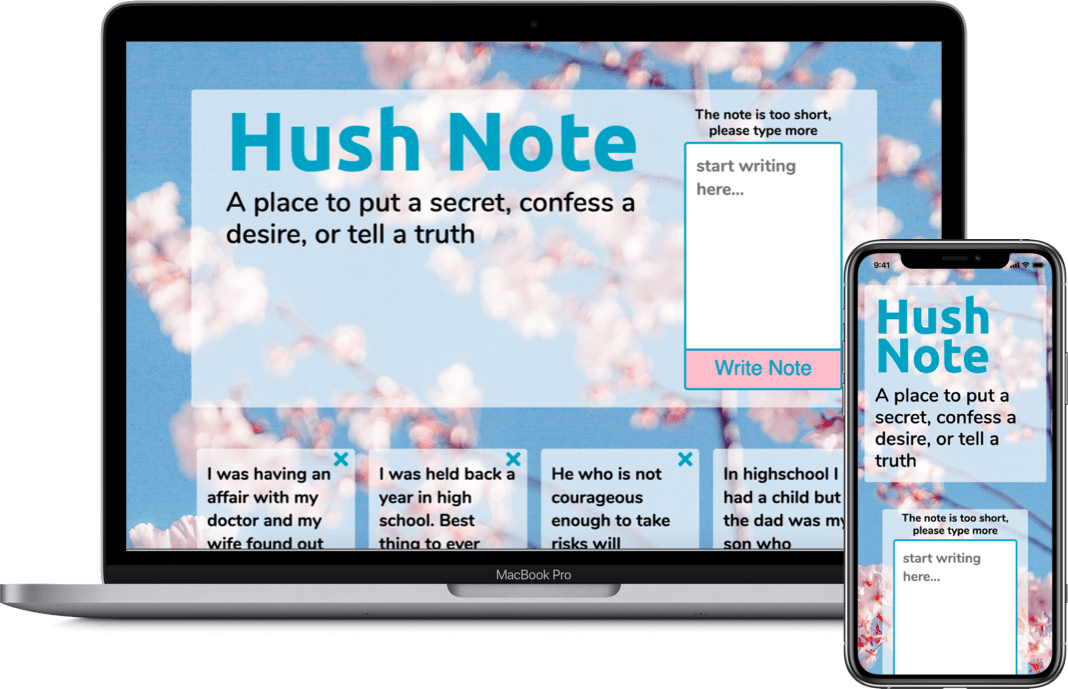 Hush Note
A place to put a secret, confess a
desire, or tell a truth
The note is too short,
please type more
start writing
here...
Write Note
I was having an
affair with my
doctor and my
wife found out
I was held back a
year in high
school. Best
thing to ever
He who is not
courageous
enough to take
risks will
In highschool I
had a child but
the dad was my
son who
MacBook Pro
9:41
Hush
Note
A place to put a
secret, confess a
desire, or tell a
truth
The note is too short,
please type more
start writing
here...